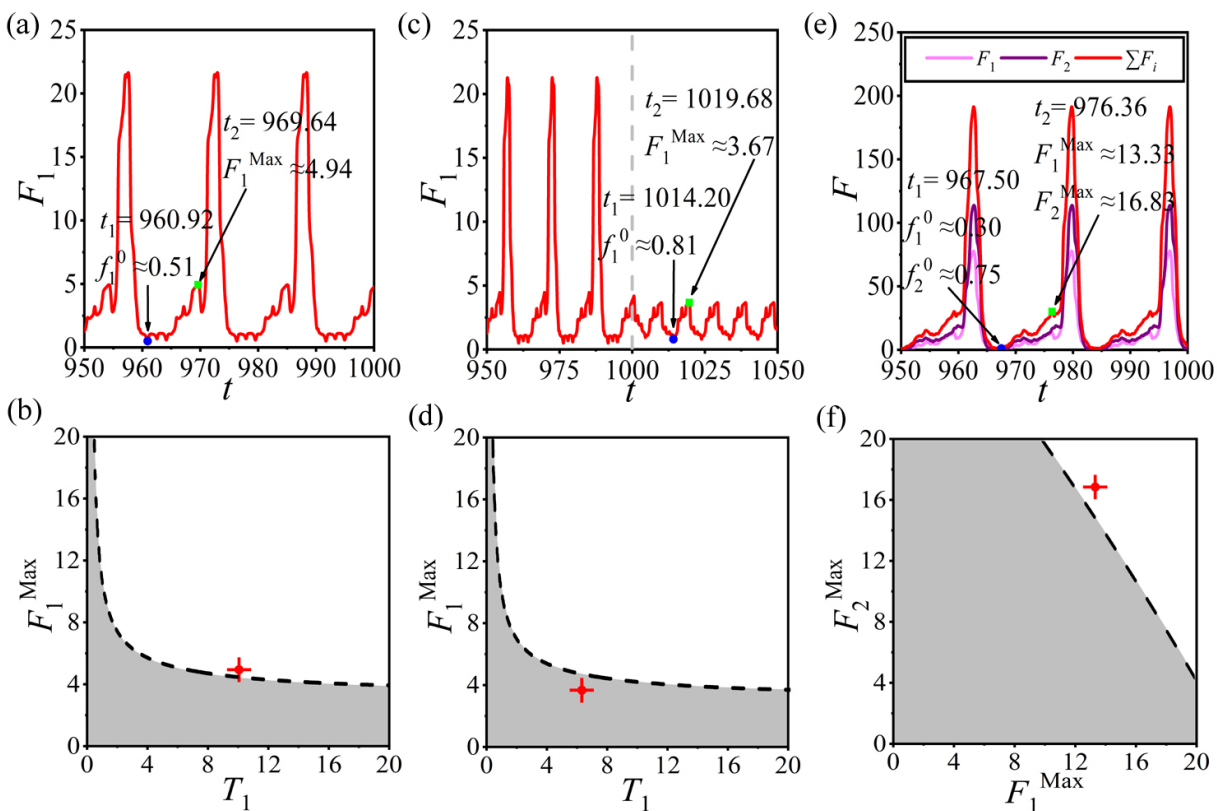 (a)
25
20
15
10
5
0
F₁
t₂= 969.64
F₁ᴹᵃˣ ≈4.94
t₁= 960.92
f₁⁰ ≈0.51
950 960 970 980 990 1000
t
(c)
25
20
15
10
5
0
F₁
t₂= 1019.68
F₁ᴹᵃˣ ≈3.67
t₁= 1014.20
f₁⁰ ≈0.81
950 975 1000 1025 1050
t
(e)
250
200
150
100
50
0
F
F₁ F₂ ∑Fᵢ
t₂= 976.36
F₁ᴹᵃˣ ≈13.33
F₂ᴹᵃˣ ≈16.83
t₁= 967.50
f₁⁰ ≈0.30
f₂⁰ ≈0.75
950 960 970 980 990 1000
t
(b)
20
16
12
8
4
0
F₁ᴹᵃˣ
0 4 8 12 16 20
T₁
(d)
20
16
12
8
4
0
F₁ᴹᵃˣ
0 4 8 12 16 20
T₁
(f)
20
16
12
8
4
0
F₂ᴹᵃˣ
0 4 8 12 16 20
F₁ᴹᵃˣ